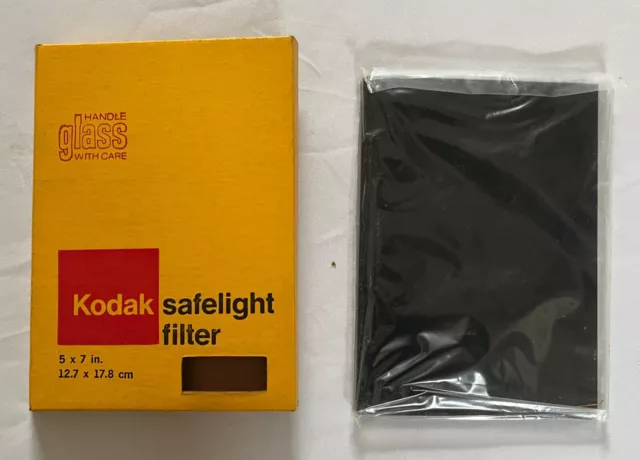 HANDLE
glass
WITH CARE
Kodak safelight
filter
5 x 7 in.
12.7 x 17.8 cm